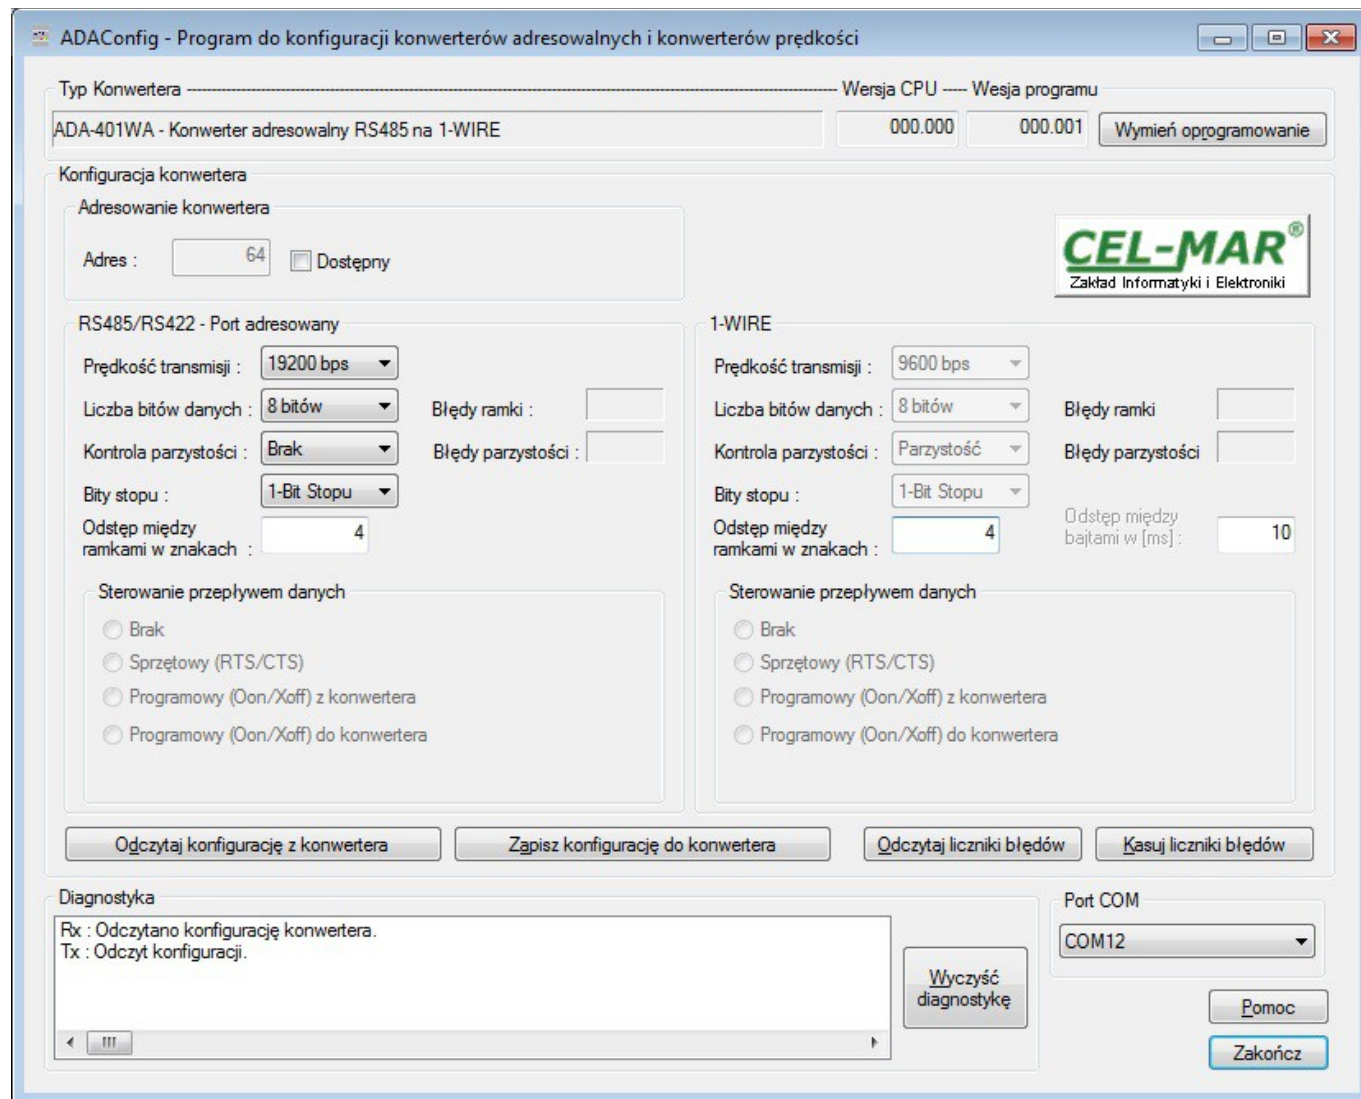 ADAConfig - Program do konfiguracji konwerterów adresowalnych i konwerterów prędkości
Typ Konwertera Wersja CPU Wesja programu
ADA-401WA - Konwerter adresowalny RS485 na 1-WIRE 000.000 000.001 Wymień oprogramowanie
Konfiguracja konwertera
Adresowanie konwertera
Adres : 64 Dostępny
CEL-MAR®
Zakład Informatyki i Elektroniki
RS485/RS422 - Port adresowany
Prędkość transmisji : 19200 bps
Liczba bitów danych : 8 bitów Błędy ramki :
Kontrola parzystości : Brak Błędy parzystości :
Bity stopu : 1-Bit Stopu
Odstęp między
ramkami w znakach : 4
Sterowanie przepływem danych
Brak
Sprzętowy (RTS/CTS)
Programowy (Oon/Xoff) z konwertera
Programowy (Oon/Xoff) do konwertera
1-WIRE
Prędkość transmisji : 9600 bps
Liczba bitów danych : 8 bitów Błędy ramki
Kontrola parzystości : Parzystość Błędy parzystości
Bity stopu : 1-Bit Stopu
Odstęp między
ramkami w znakach : 4
Odstęp między
bajtami w [ms] : 10
Sterowanie przepływem danych
Brak
Sprzętowy (RTS/CTS)
Programowy (Oon/Xoff) z konwertera
Programowy (Oon/Xoff) do konwertera
Odczytaj konfigurację z konwertera Zapisz konfigurację do konwertera Odczytaj liczniki błędów Kasuj liczniki błędów
Diagnostyka
Rx : Odczytano konfigurację konwertera.
Tx : Odczyt konfiguracji.
Wyczyść
diagnostykę
Port COM
COM12
Pomoc
Zakończ